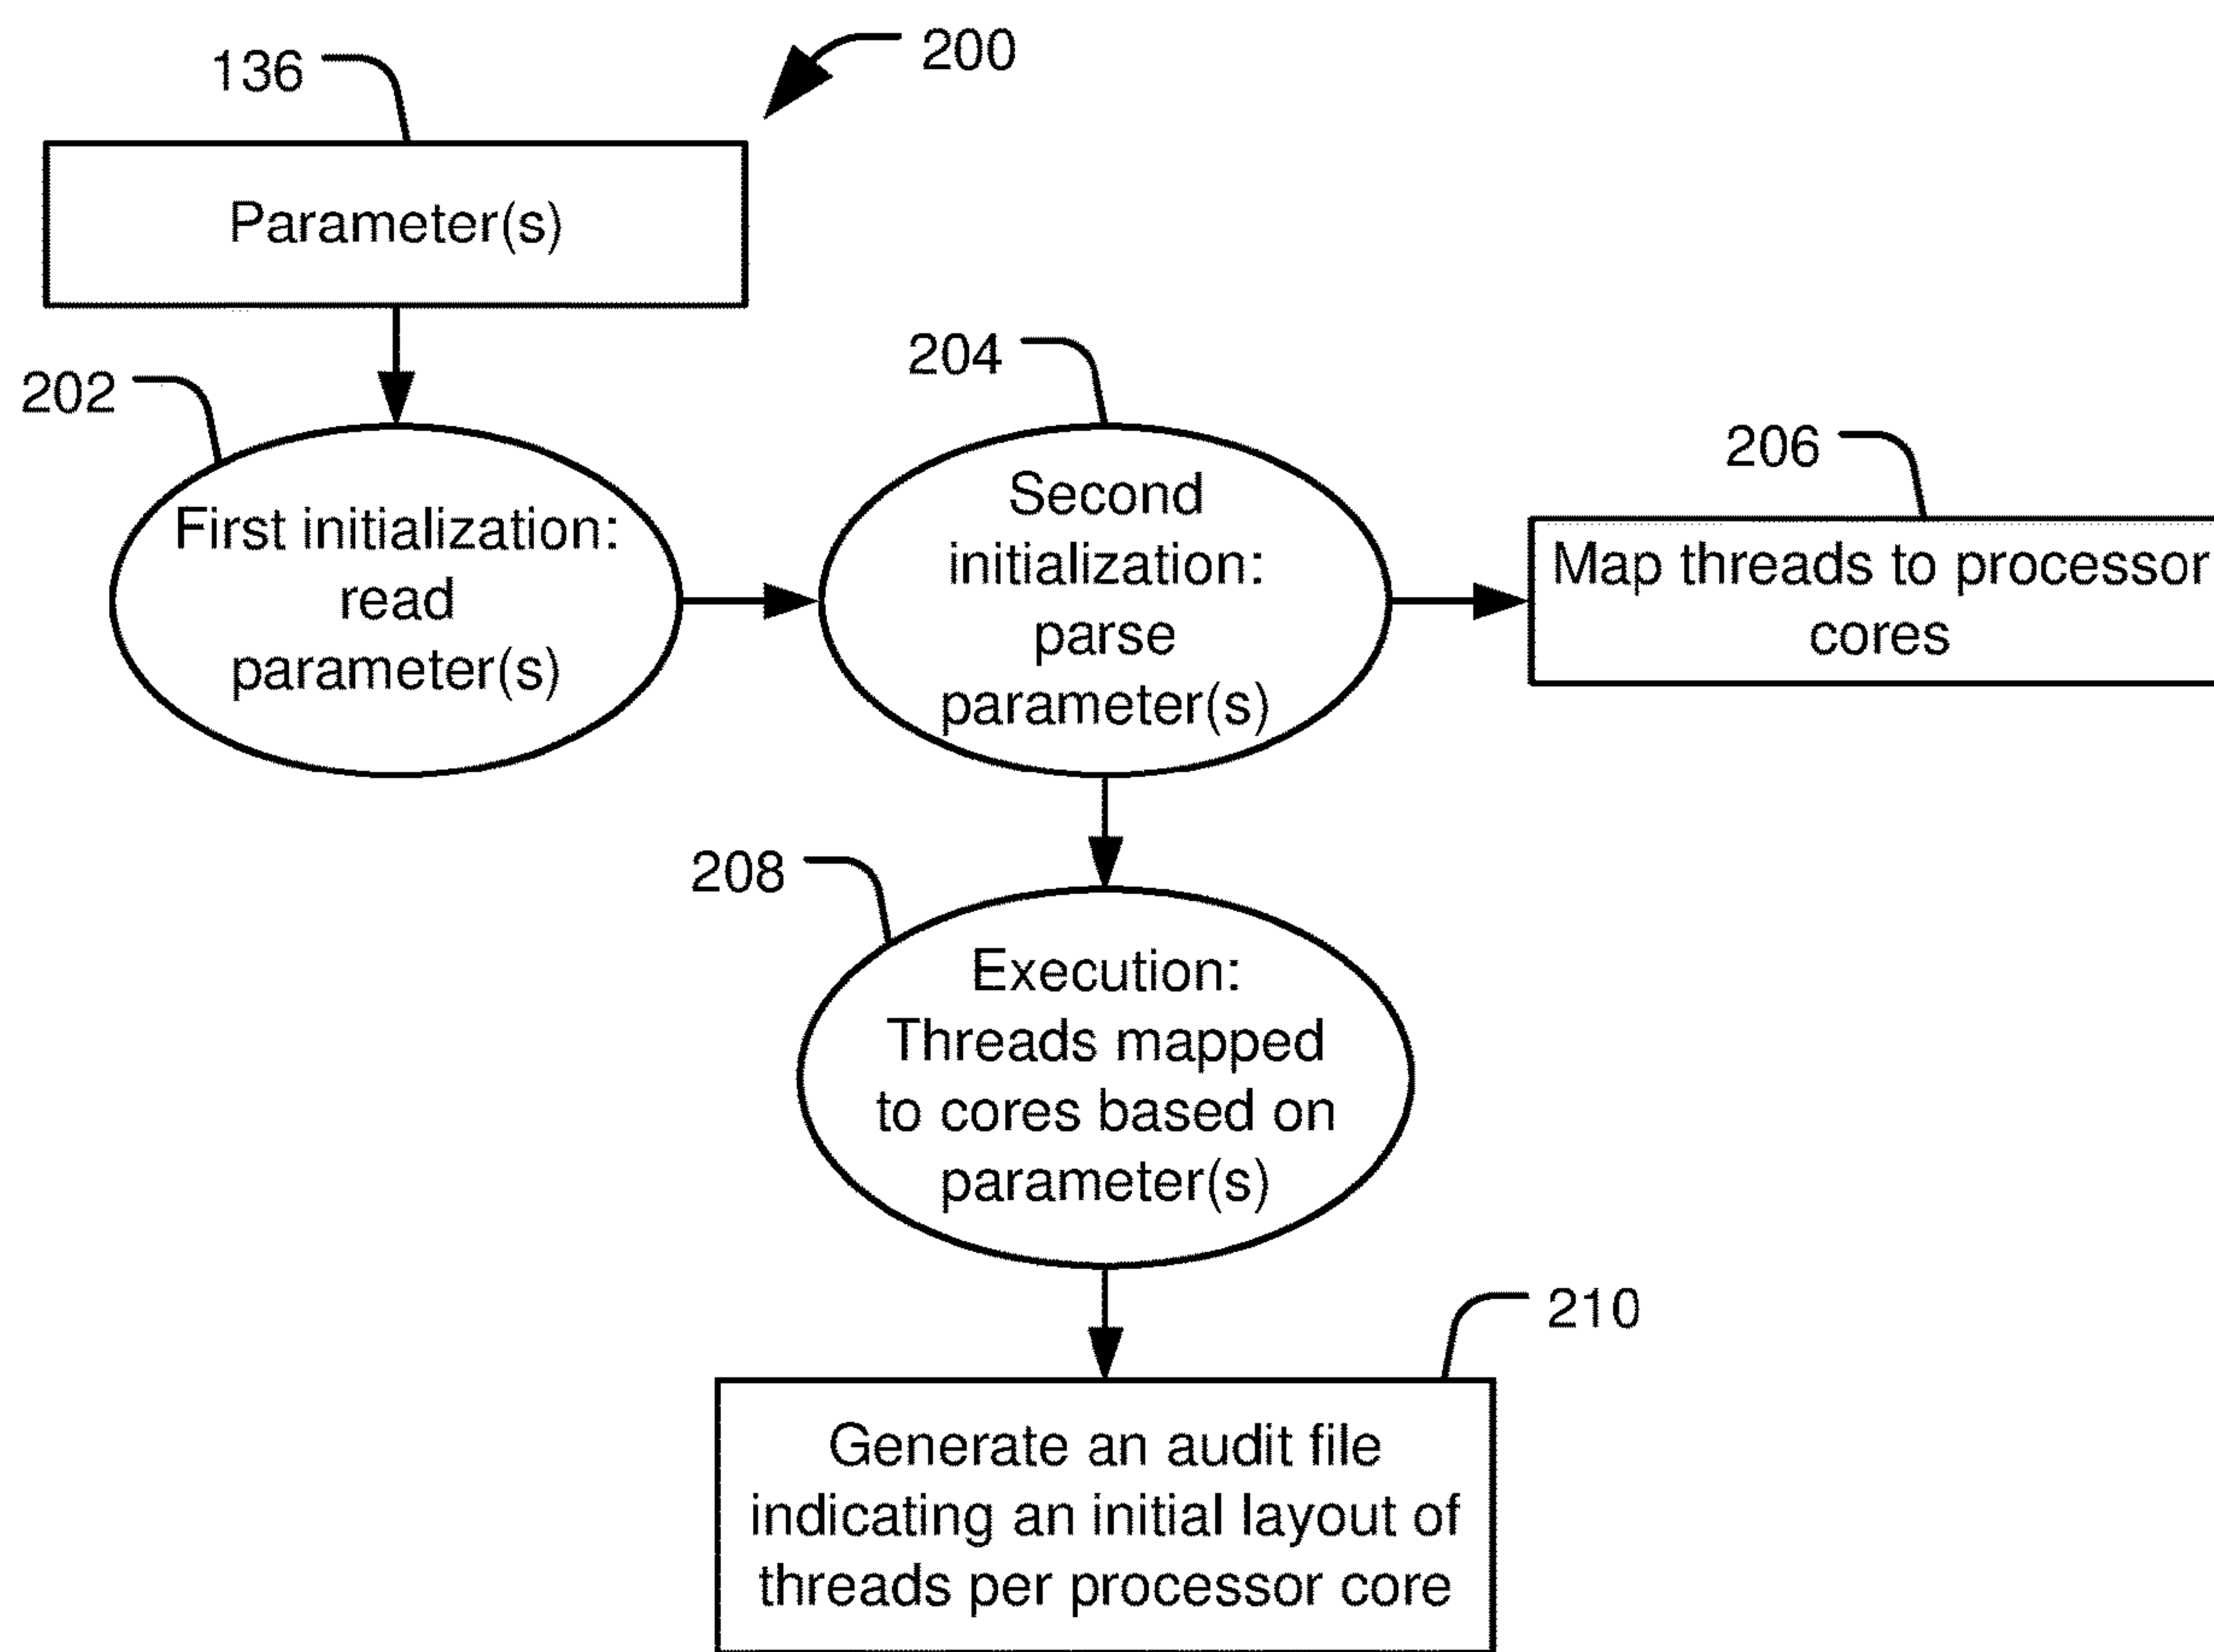 200
136
Parameter(s)
204
202
206
First initialization:
read
parameter(s)
Second
initialization:
parse
parameter(s)
Map threads to processor
cores
208
Execution:
Threads mapped
to cores based on
parameter(s)
210
Generate an audit file
indicating an initial layout of
threads per processor core